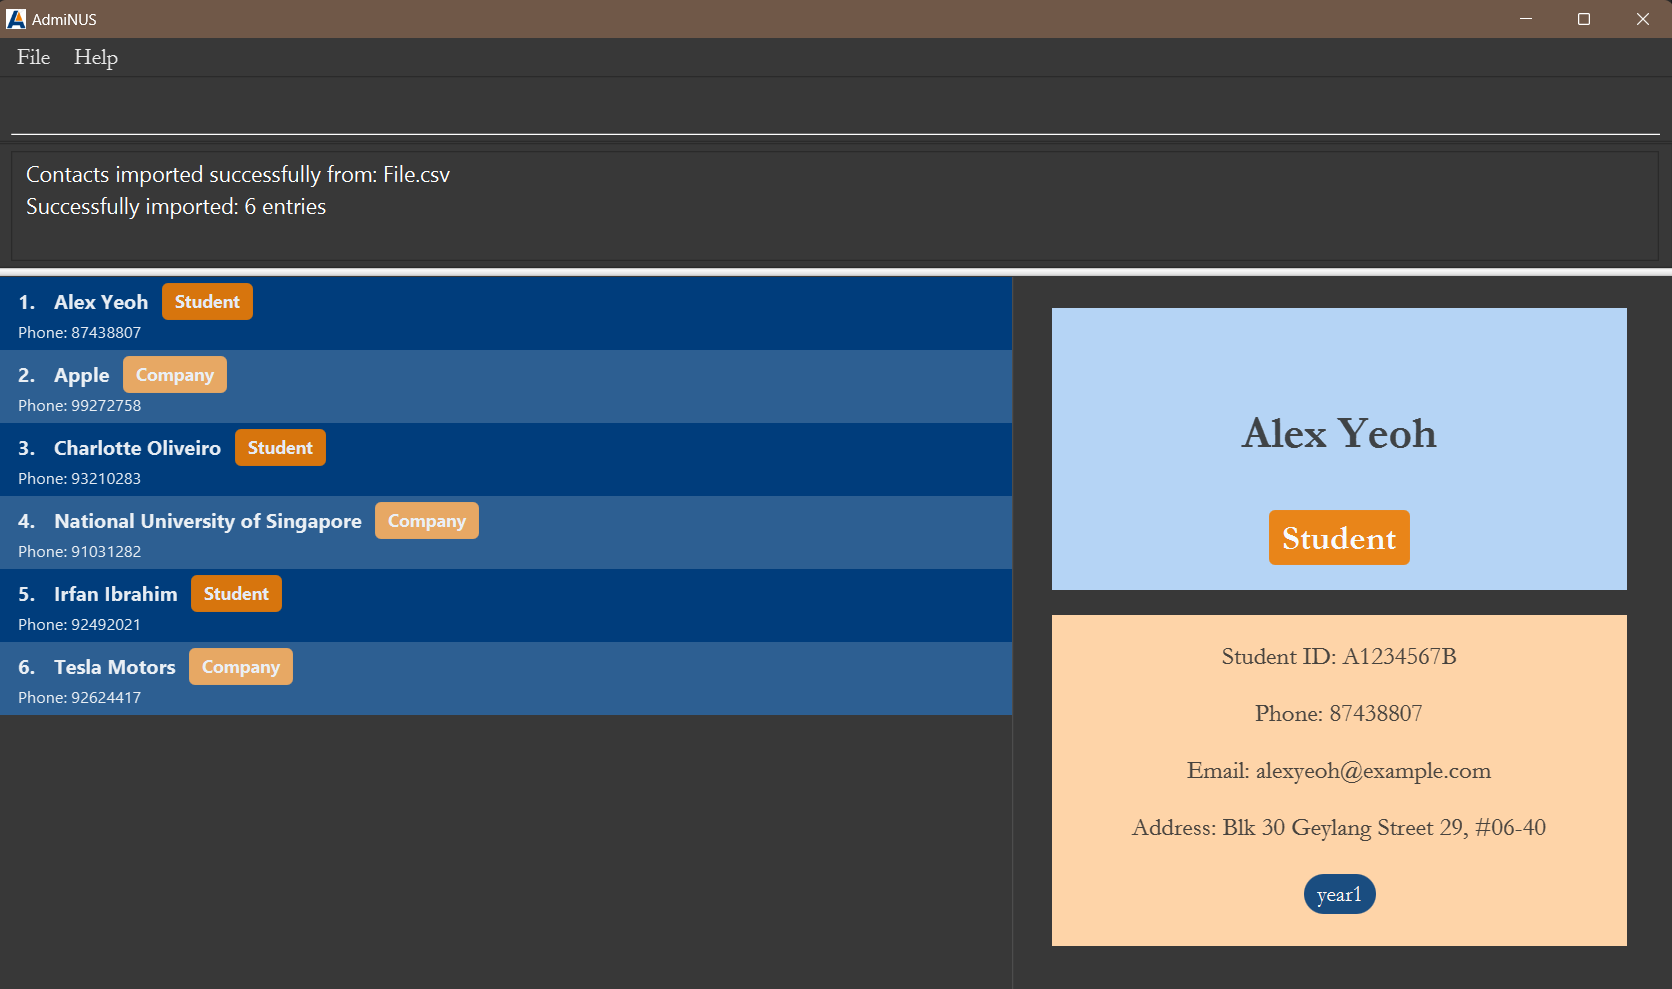 AdmiNUS
File Help
Contacts imported successfully from: File.csv
Successfully imported: 6 entries
1. Alex Yeoh Student
Phone: 87438807
2. Apple Company
Phone: 99272758
3. Charlotte Oliveiro Student
Phone: 93210283
4. National University of Singapore Company
Phone: 91031282
5. Irfan Ibrahim Student
Phone: 92492021
6. Tesla Motors Company
Phone: 92624417
Alex Yeoh
Student
Student ID: A1234567B
Phone: 87438807
Email: alexyeoh@example.com
Address: Blk 30 Geylang Street 29, #06-40
year1